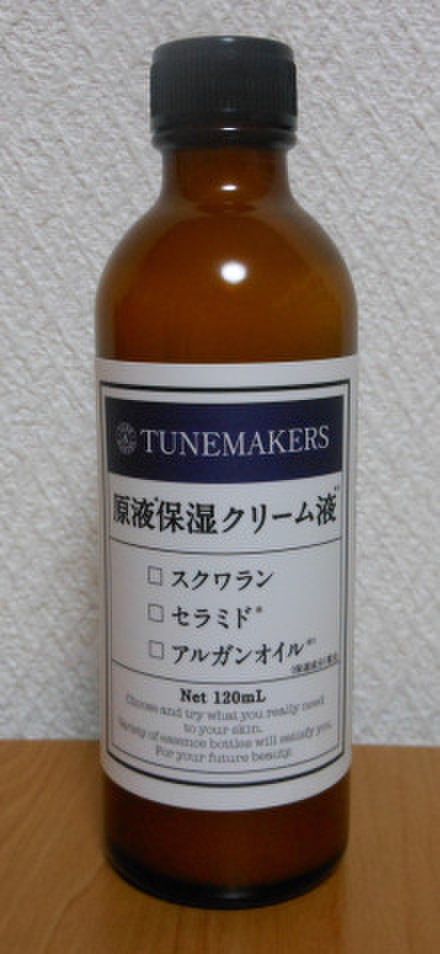 TUNEMAKERS
原液保湿クリーム液
□ スクワラン
□ セラミド※
□ アルガンオイル
Net 120mL
Choose and try what you really need
to your skin.
Variety of essence bottles will satisfy you.
For your future beauty.